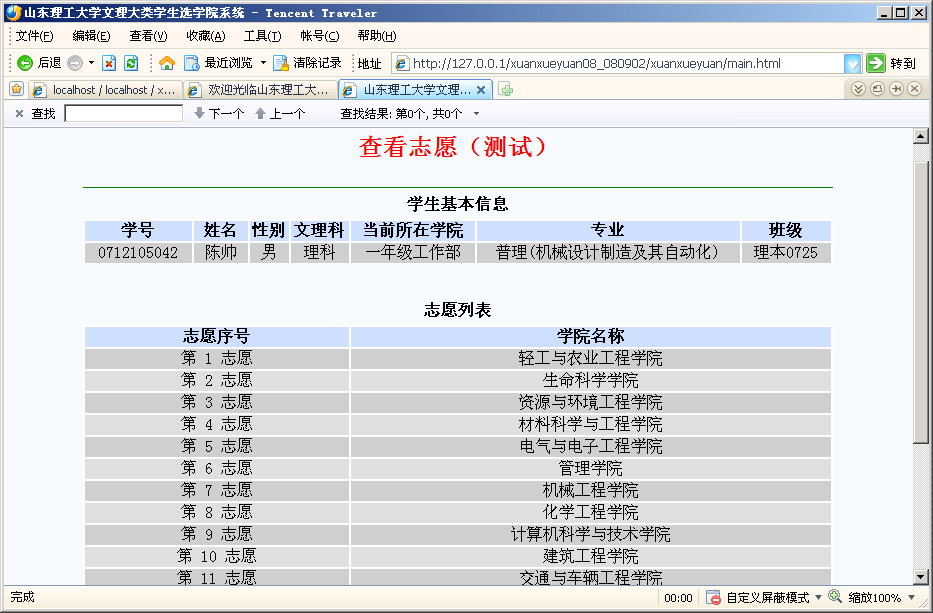 山东理工大学文理大类学生选学院系统 - Tencent Traveler
文件(F) 编辑(E) 查看(V) 收藏(A) 工具(T) 帐号(C) 帮助(H)
后退 最近浏览 清除记录 地址 http://127.0.0.1/xuanxueyuan08_080902/xuanxueyuan/main.html 转到
localhost / localhost / x... 欢迎光临山东理工大... 山东理工大学文理...
查找 下一个 上一个 查找结果: 第0个, 共0个
查看志愿（测试）
学生基本信息
学号 姓名 性别 文理科 当前所在学院 专业 班级
0712105042 陈帅 男 理科 一年级工作部 普理(机械设计制造及其自动化) 理本0725
志愿列表
志愿序号 学院名称
第 1 志愿 轻工与农业工程学院
第 2 志愿 生命科学学院
第 3 志愿 资源与环境工程学院
第 4 志愿 材料科学与工程学院
第 5 志愿 电气与电子工程学院
第 6 志愿 管理学院
第 7 志愿 机械工程学院
第 8 志愿 化学工程学院
第 9 志愿 计算机科学与技术学院
第 10 志愿 建筑工程学院
第 11 志愿 交通与车辆工程学院
完成 00:00 自定义屏蔽模式 缩放100%